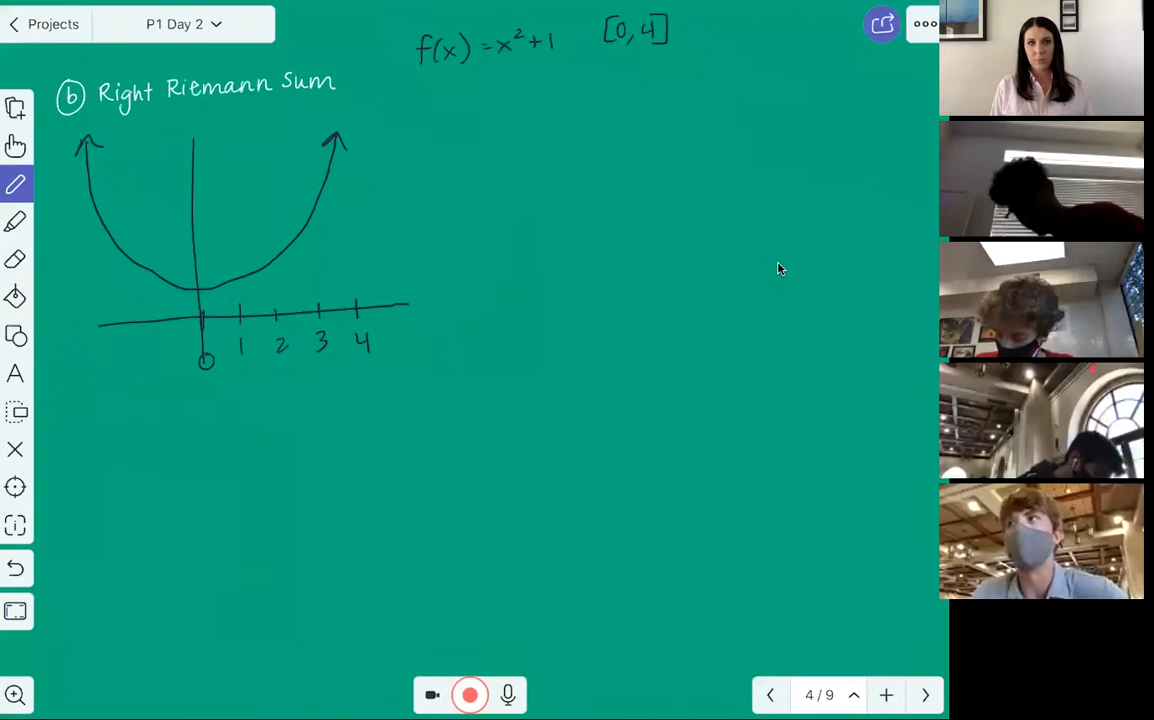 Projects
P1 Day 2
f(x) = x²+1 [0,4]
b Right Riemann Sum
0 1 2 3 4
4 / 9